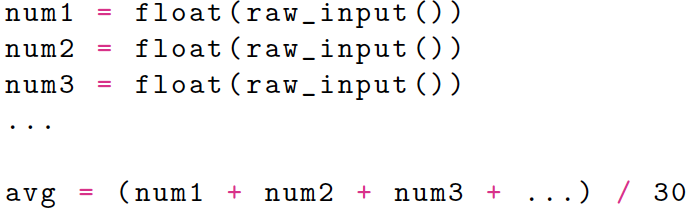 num1 = float(raw_input())
num2 = float(raw_input())
num3 = float(raw_input())
...
avg = (num1 + num2 + num3 + ...) / 30